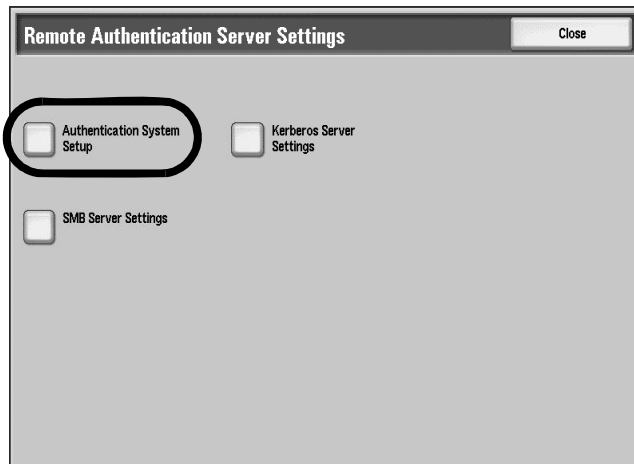 Remote Authentication Server Settings
Close
Authentication System
Setup
Kerberos Server
Settings
SMB Server Settings